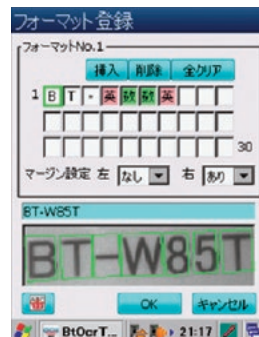 フォーマット登録
フォーマットNo.1
挿入 削除 全クリア
1 B T - 英 数 数 英
30
マージン設定 左 なし 右 あり
BT-W85T
BT-W85T
OK キャンセル
BtOcrT... 21:17